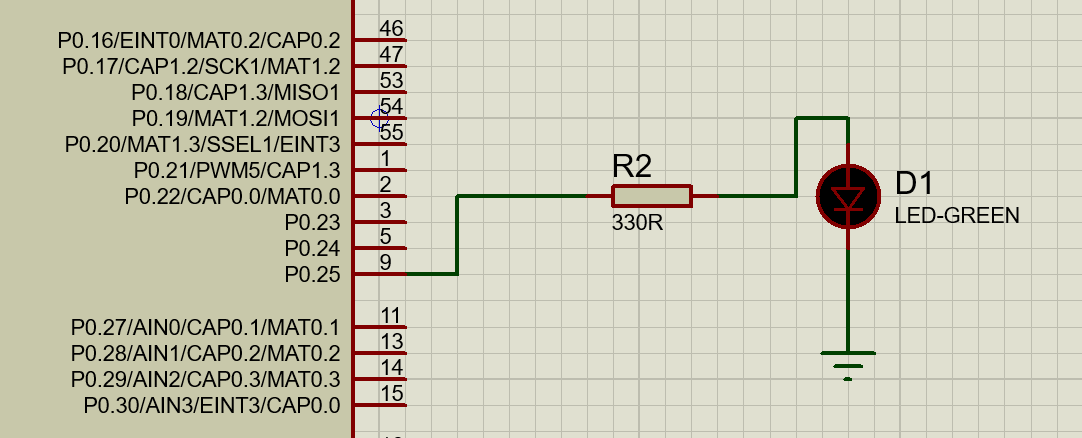 46
P0.16/EINT0/MAT0.2/CAP0.2
47
P0.17/CAP1.2/SCK1/MAT1.2
53
P0.18/CAP1.3/MISO1
54
P0.19/MAT1.2/MOSI1
55
P0.20/MAT1.3/SSEL1/EINT3
1
P0.21/PWM5/CAP1.3
2
P0.22/CAP0.0/MAT0.0
3
P0.23
5
P0.24
9
P0.25
11
P0.27/AIN0/CAP0.1/MAT0.1
13
P0.28/AIN1/CAP0.2/MAT0.2
14
P0.29/AIN2/CAP0.3/MAT0.3
15
P0.30/AIN3/EINT3/CAP0.0
R2
330R
D1
LED-GREEN